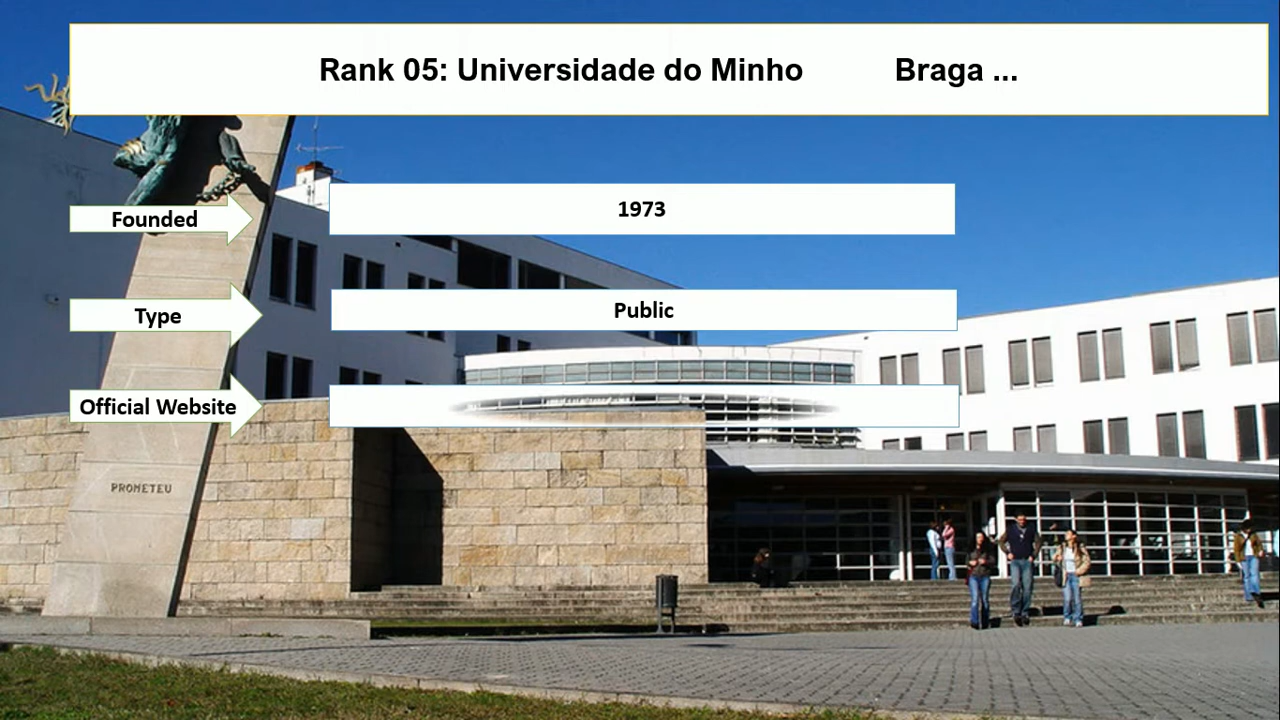 Rank 05: Universidade do Minho Braga ...
Founded
1973
Type
Public
Official Website
PROMETEU